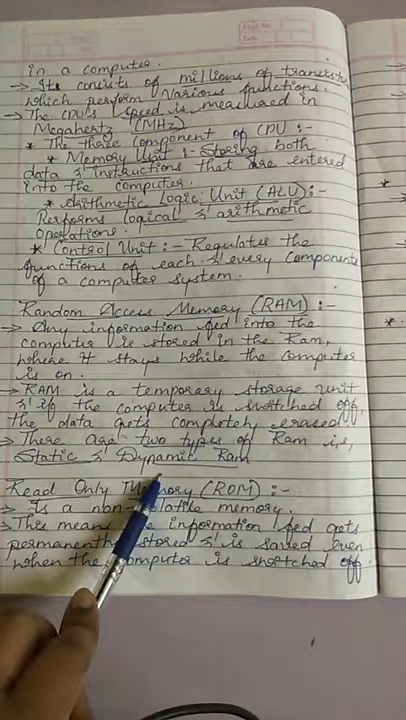 in a computer.
→ It consists of millions of transistr
which perform various functions.
→ The CPU's speed is measured in
Megahertz (MHz)
* The three component of CPU :-
* Memory Unit :- Storing both
data & instructions that are entered
into the computer.
* Arithmetic Logic Unit (ALU) :-
Performs logical & arithmetic
operations.
* Control Unit :- Regulates the
functions of each & every components
of a computer system.
Random Access Memory (RAM) :-
→ Any information fed into the
computer is stored in the Ram,
where it stays while the computer
is on.
→ RAM is a temporary storage unit
& if the computer is switched off,
the data gets completely erased
→ There are two types of Ram i.e,
Static & Dynamic Ram
Read Only Memory (ROM) :-
→ Is a non-volatile memory.
→ This means the information fed gets
permanently stored & is saved even
when the computer is switched off